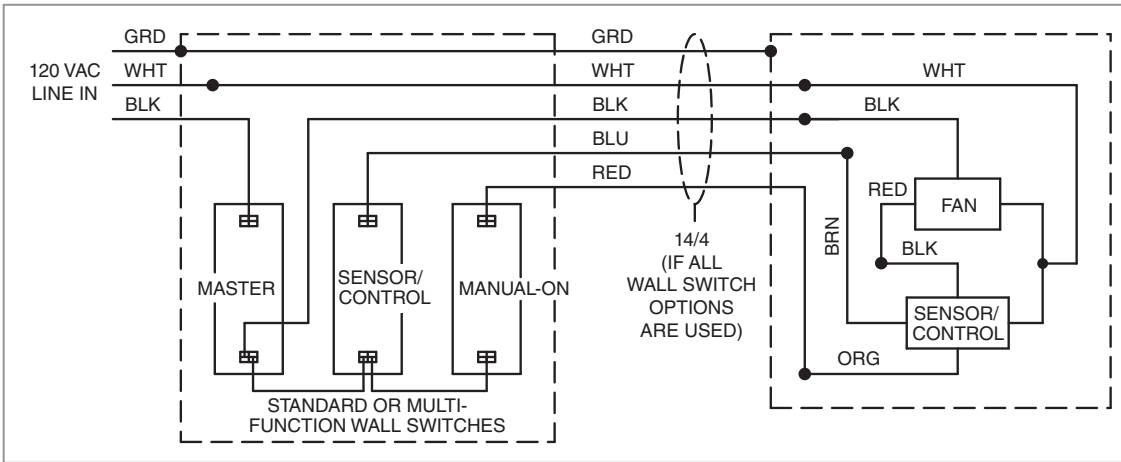 GRD
GRD
120 VAC
LINE IN
WHT
WHT
WHT
BLK
BLK
BLK
BLU
RED
RED
FAN
BRN
BLK
14/4
(IF ALL
WALL SWITCH
OPTIONS
ARE USED)
MASTER
SENSOR/
CONTROL
MANUAL-ON
SENSOR/
CONTROL
ORG
STANDARD OR MULTI-
FUNCTION WALL SWITCHES